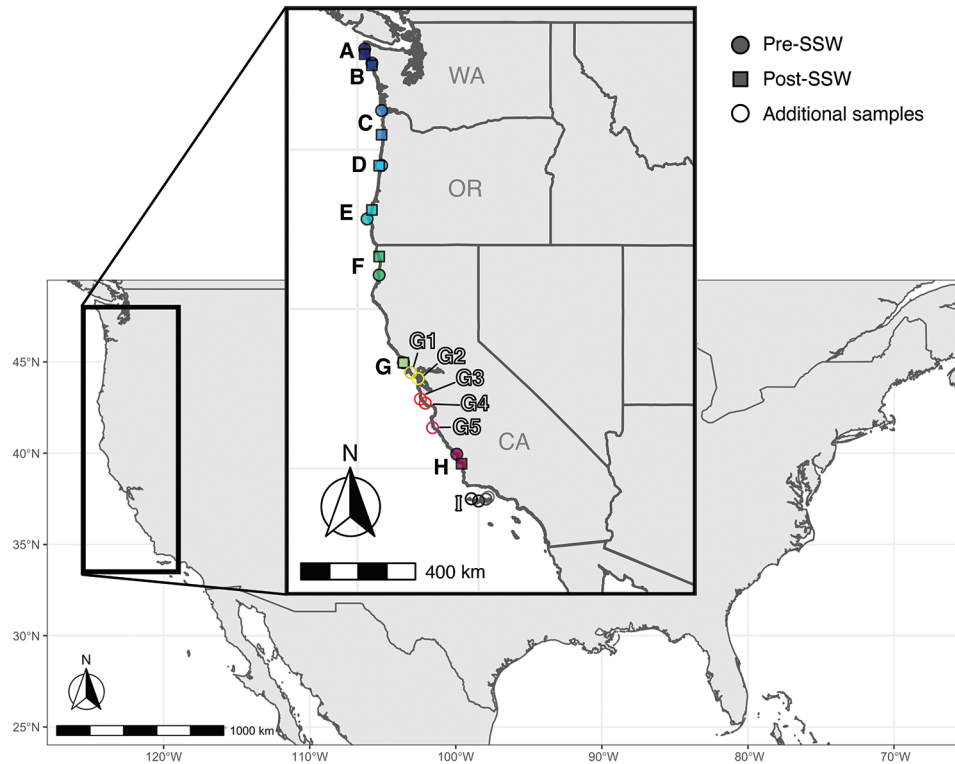 A
B
C
D
E
F
G
G1
G2
G3
G4
G5
H
I
WA
OR
CA
N
400 km
Pre-SSW
Post-SSW
Additional samples
45°N
40°N
35°N
30°N
25°N
N
1000 km
120°W
110°W
100°W
90°W
80°W
70°W